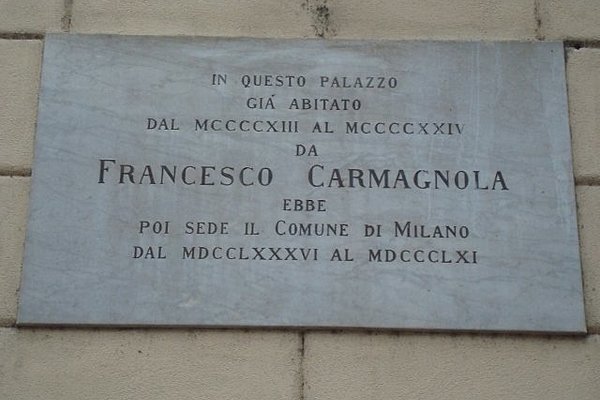 IN QUESTO PALAZZO
GIÁ ABITATO
DAL MCCCCXIII AL MCCCCXXIV
DA
FRANCESCO CARMAGNOLA
EBBE
POI SEDE IL COMUNE DI MILANO
DAL MDCCLXXXVI AL MDCCCLXI